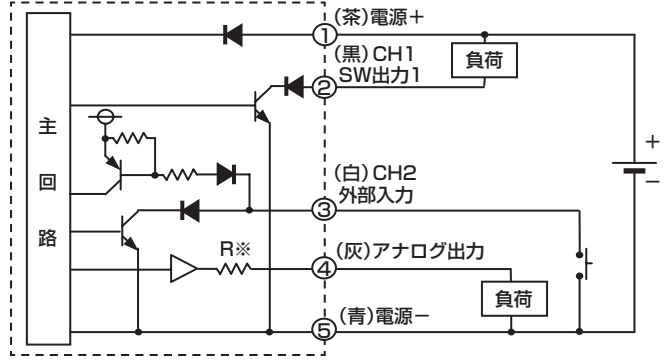 (茶)電源+
①
(黒)CH1
SW出力1
②
負荷
主回路
+
−
(白)CH2
外部入力
③
R※
(灰)アナログ出力
④
負荷
(青)電源−
⑤